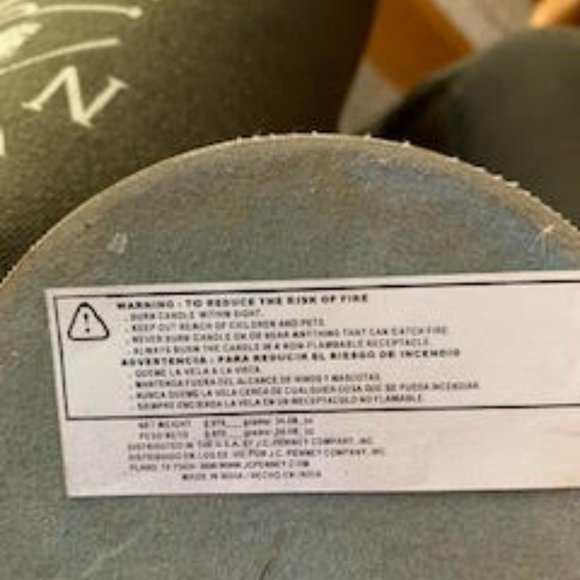 N
WARNING : TO REDUCE THE RISK OF FIRE
. BURN CANDLE WITHIN SIGHT.
. KEEP OUT REACH OF CHILDREN AND PETS.
. NEVER BURN CANDLE ON OR NEAR ANYTHING THAT CAN CATCH FIRE
. ALWAYS BURN THE CANDLE IN A NON-FLAMMABLE RECEPTACLE.
ADVERTENCIA : PARA REDUCIR EL RIESGO DE INCENDIO
. QUEME LA VELA A LA VISTA.
FUERA DEL ALCANCE DE NINOS Y MASCOTAS
. NUNCA QUEME LA VELA CERCA DE CUALQUIER COSA QUE SE PUEDA INCENDIAR
. SIEMPRE ENCIENDA LA VELA EN UN RECEPTACULO NO FLAMABLE.
NET WEIGHT
PESO NETO
DISTRIBUTED IN THE U.S.A. BY J.C. PENNEY COMPANY, INC.
DISTRIBUIDO EN LOS EE. UU. POR J.C. PENNEY COMPANY, INC.
PLANO, TX WWW.JCPENNEY.COM
MADE IN INDIA / HECHO EN INDIA